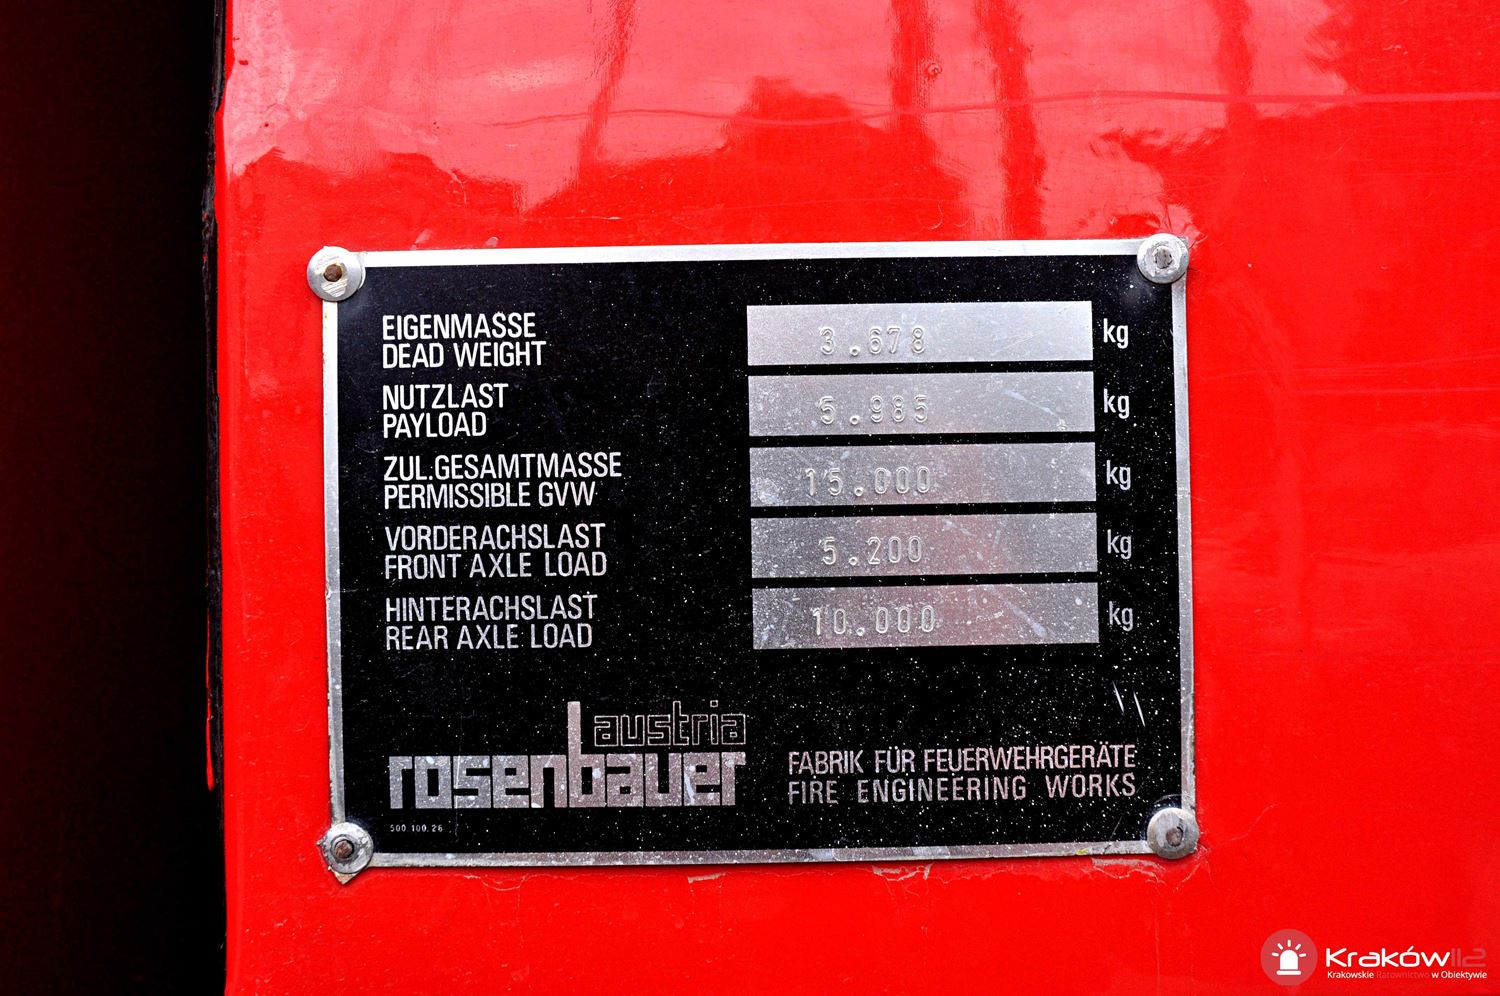 EIGENMASSE
DEAD WEIGHT
3.678 kg
NUTZLAST
PAYLOAD
5.985 kg
ZUL.GESAMTMASSE
PERMISSIBLE GVW
15.000 kg
VORDERACHSLAST
FRONT AXLE LOAD
5.200 kg
HINTERACHSLAST
REAR AXLE LOAD
10.000 kg
austria
rosenbauer
500.100.26
FABRIK FÜR FEUERWEHRGERÄTE
FIRE ENGINEERING WORKS
Kraków112
Krakowskie Ratownictwo w Obiektywie